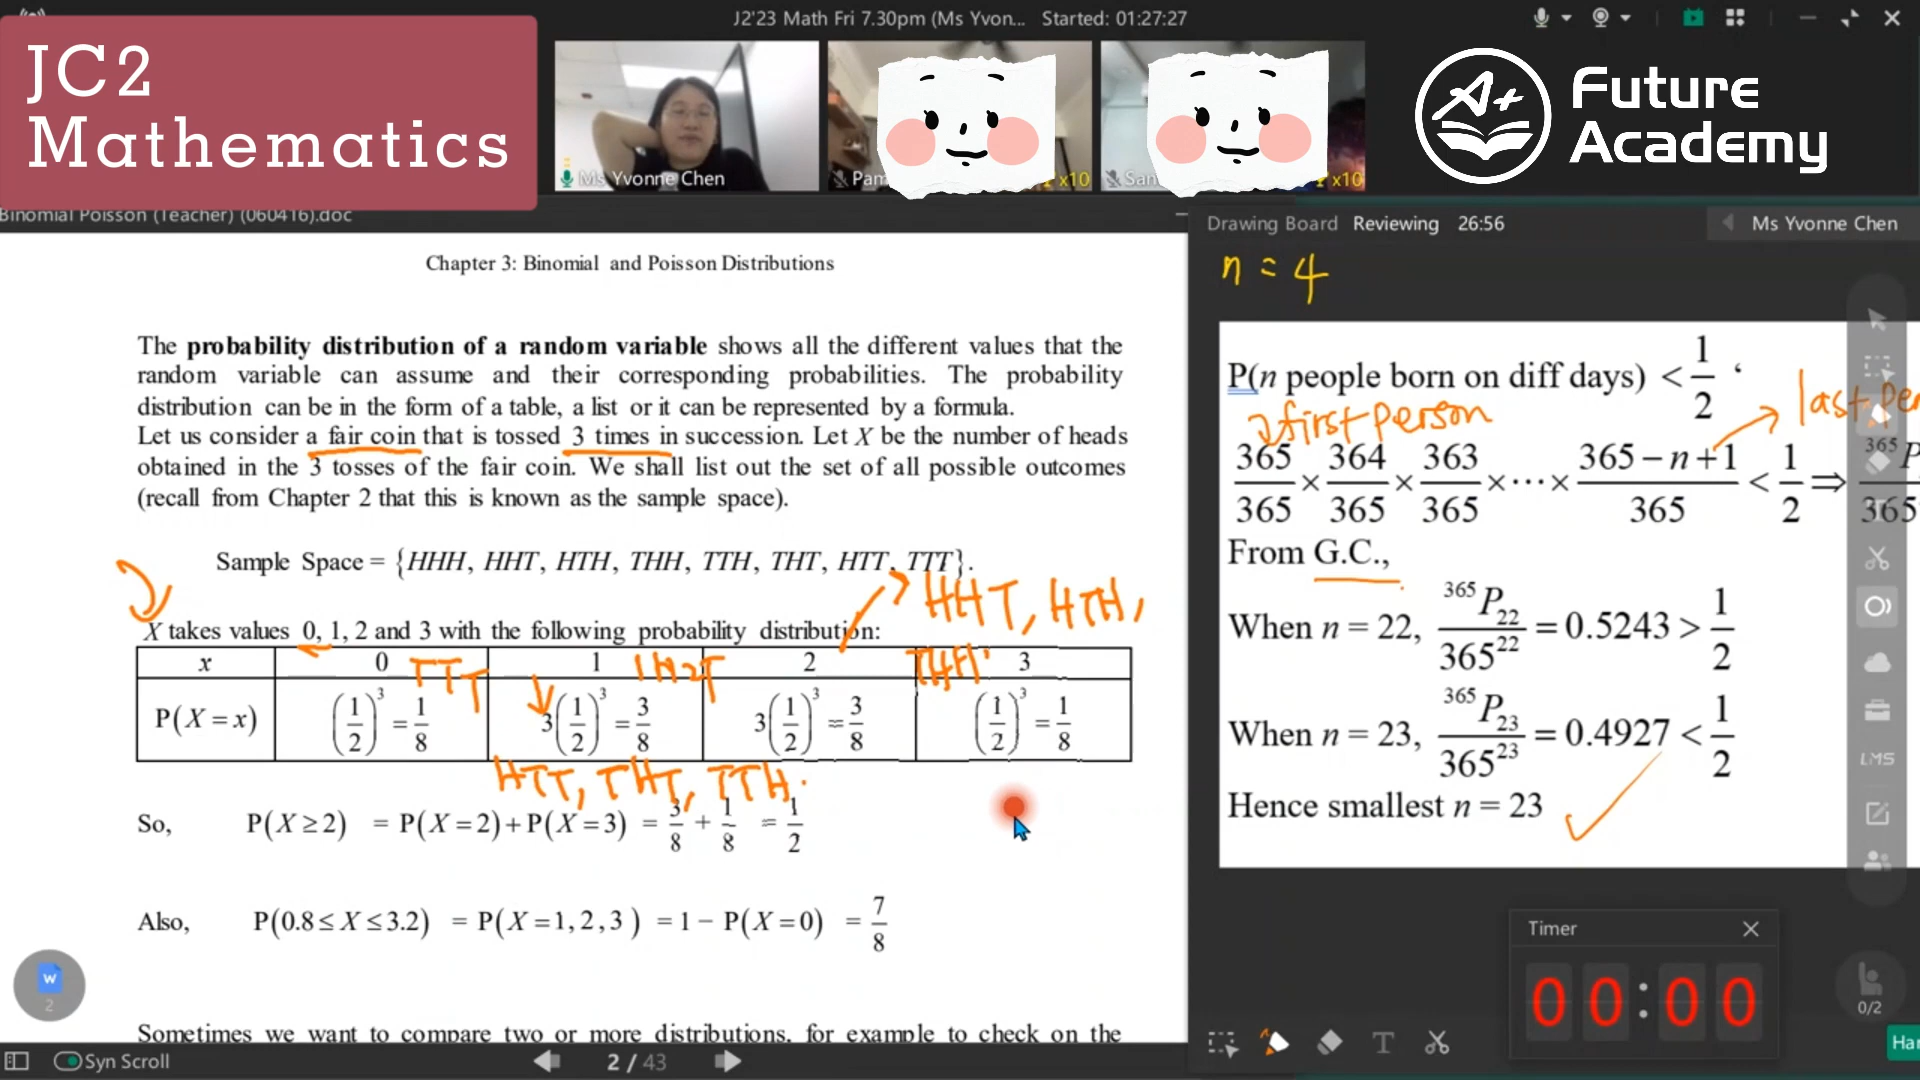 J2'23 Math Fri 7.30pm (Ms Yvon... Started: 01:27:27
JC2
Mathematics
Ms Yvonne Chen
Pam
x10
San
x10
A+
Future
Academy
Binomial Poisson (Teacher) (060416).doc
Chapter 3: Binomial and Poisson Distributions
The probability distribution of a random variable shows all the different values that the
random variable can assume and their corresponding probabilities. The probability
distribution can be in the form of a table, a list or it can be represented by a formula.
Let us consider a fair coin that is tossed 3 times in succession. Let X be the number of heads
obtained in the 3 tosses of the fair coin. We shall list out the set of all possible outcomes
(recall from Chapter 2 that this is known as the sample space).
Sample Space = {HHH, HHT, HTH, THH, TTH, THT, HTT, TTT}.
HHT, HTH,
THH
X takes values 0, 1, 2 and 3 with the following probability distribution:
x 0 1 2 3
TTT
1H2T
P(X = x) (1/2)^3 = 1/8 3(1/2)^3 = 3/8 3(1/2)^3 = 3/8 (1/2)^3 = 1/8
HTT, THT, TTH.
So, P(X ≥ 2) = P(X = 2) + P(X = 3) = 3/8 + 1/8 = 1/2
Also, P(0.8 ≤ X ≤ 3.2) = P(X = 1, 2, 3) = 1 − P(X = 0) = 7/8
Sometimes we want to compare two or more distributions, for example to check on the
W
2
Syn Scroll
2 / 43
Drawing Board Reviewing 26:56
Ms Yvonne Chen
n = 4
P(n people born on diff days) < 1/2
first person
last per
365/365 × 364/365 × 363/365 × ··· × (365 − n + 1)/365 < 1/2 ⇒ 365P 365
From G.C.,
When n = 22, 365P22/365^22 = 0.5243 > 1/2
When n = 23, 365P23/365^23 = 0.4927 < 1/2
Hence smallest n = 23
LMS
Timer
00:00
0/2
T
Har